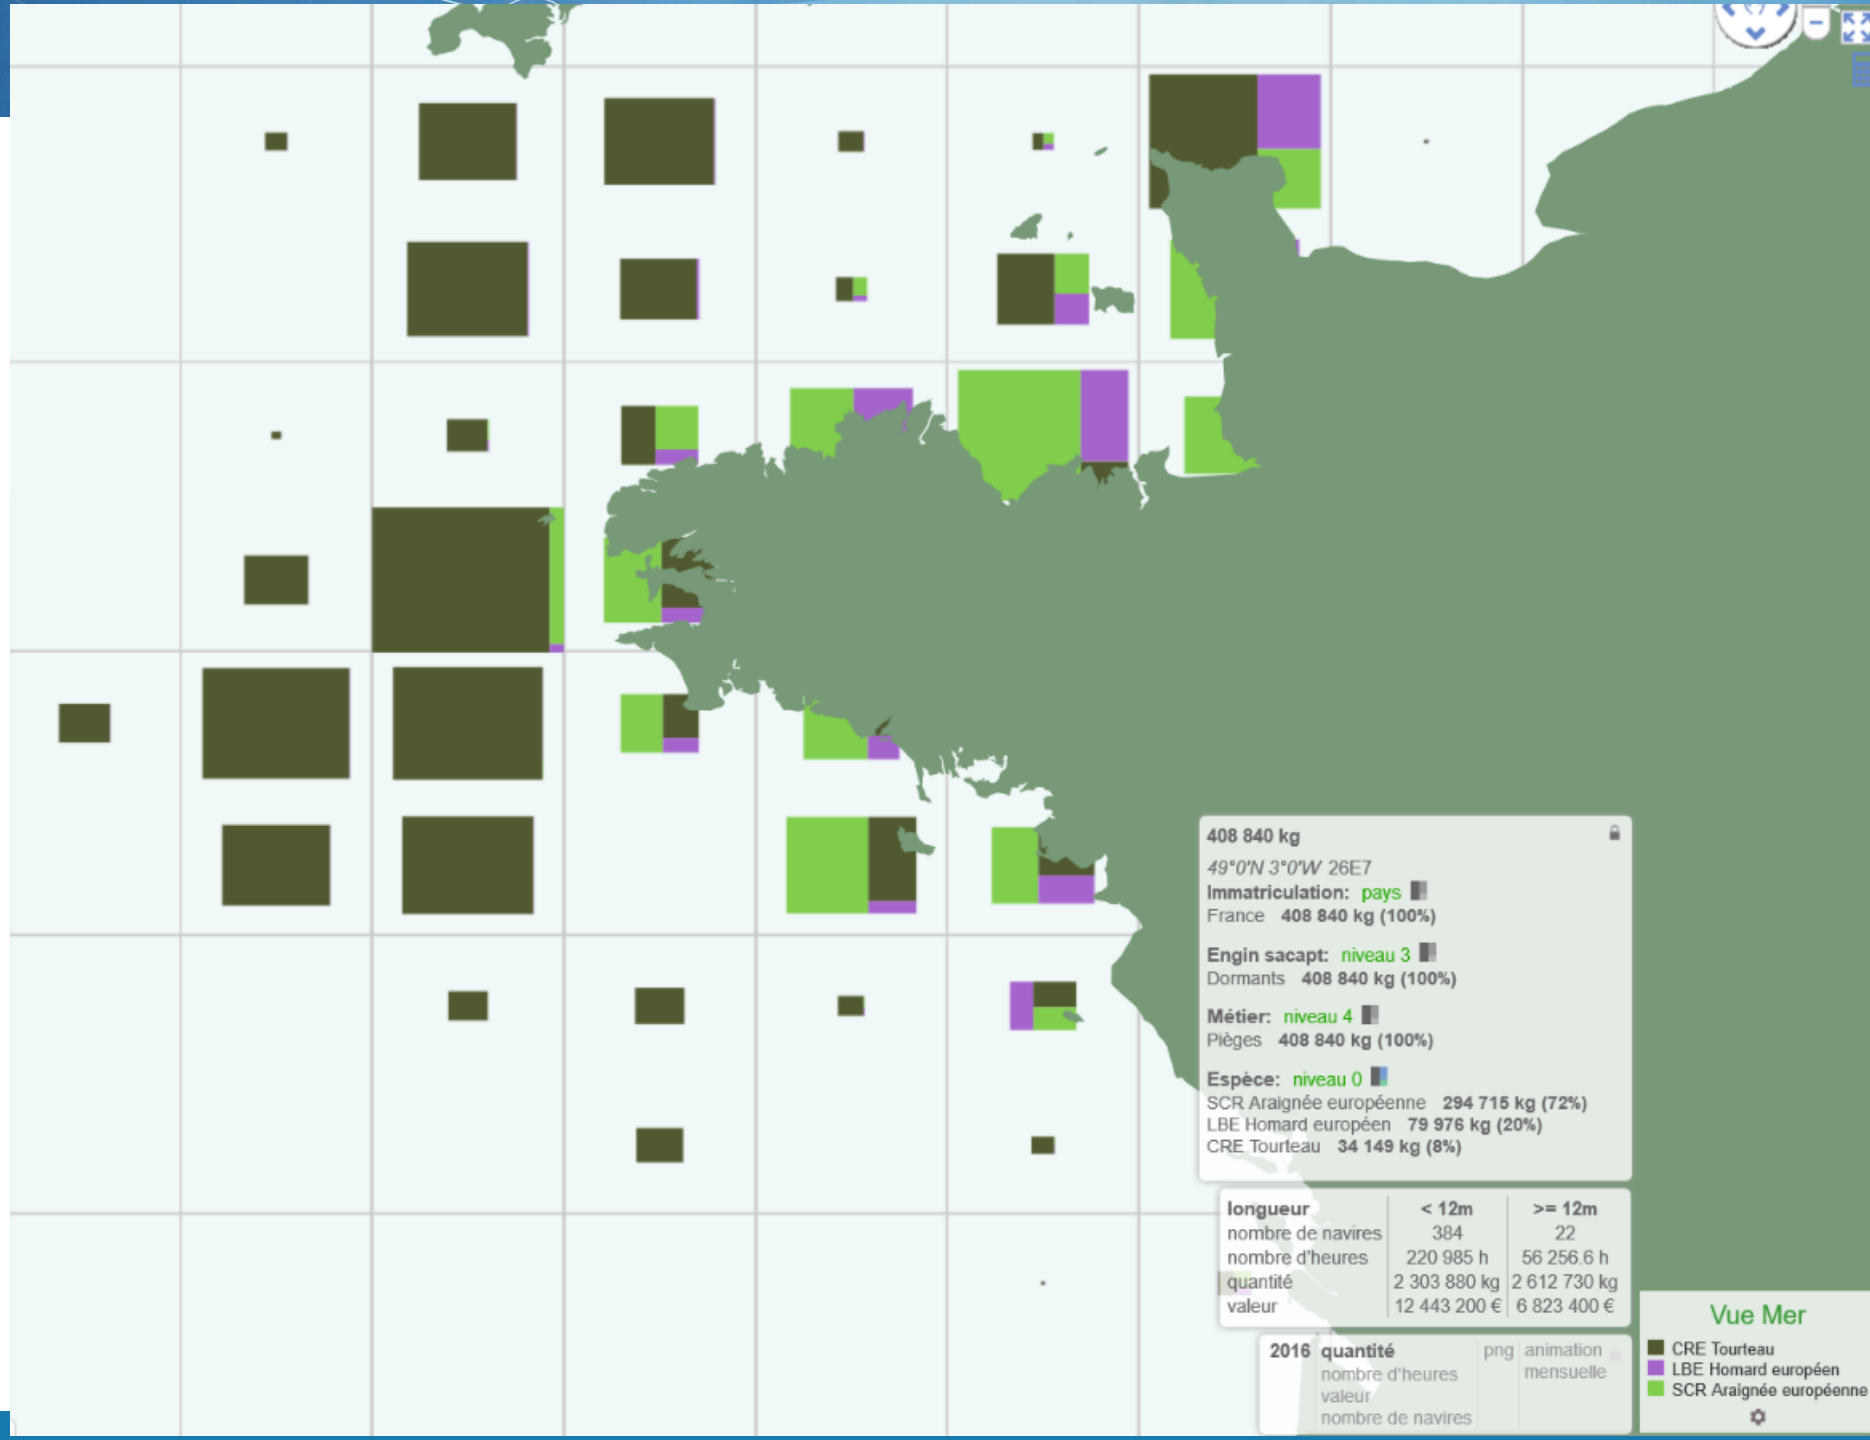 408 840 kg
49°0'N 3°0'W 26E7
Immatriculation: pays
France 408 840 kg (100%)
Engin sacapt: niveau 3
Dormants 408 840 kg (100%)
Métier: niveau 4
Pièges 408 840 kg (100%)
Espèce: niveau 0
SCR Araignée européenne 294 715 kg (72%)
LBE Homard européen 79 976 kg (20%)
CRE Tourteau 34 149 kg (8%)
longueur < 12m >= 12m
nombre de navires 384 22
nombre d'heures 220 985 h 56 256.6 h
quantité 2 303 880 kg 2 612 730 kg
valeur 12 443 200 € 6 823 400 €
2016 quantité png animation
nombre d'heures mensuelle
valeur
nombre de navires
Vue Mer
CRE Tourteau
LBE Homard européen
SCR Araignée européenne